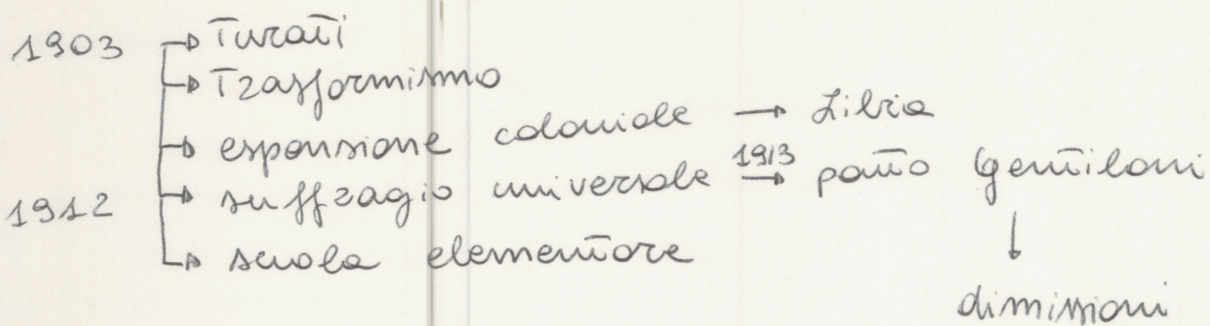 1903 → Turati
→ Trasformismo
→ espansione coloniale → Libia
1912 → suffragio universale 1913 → patto Gentiloni
→ scuola elementare ↓
dimissioni